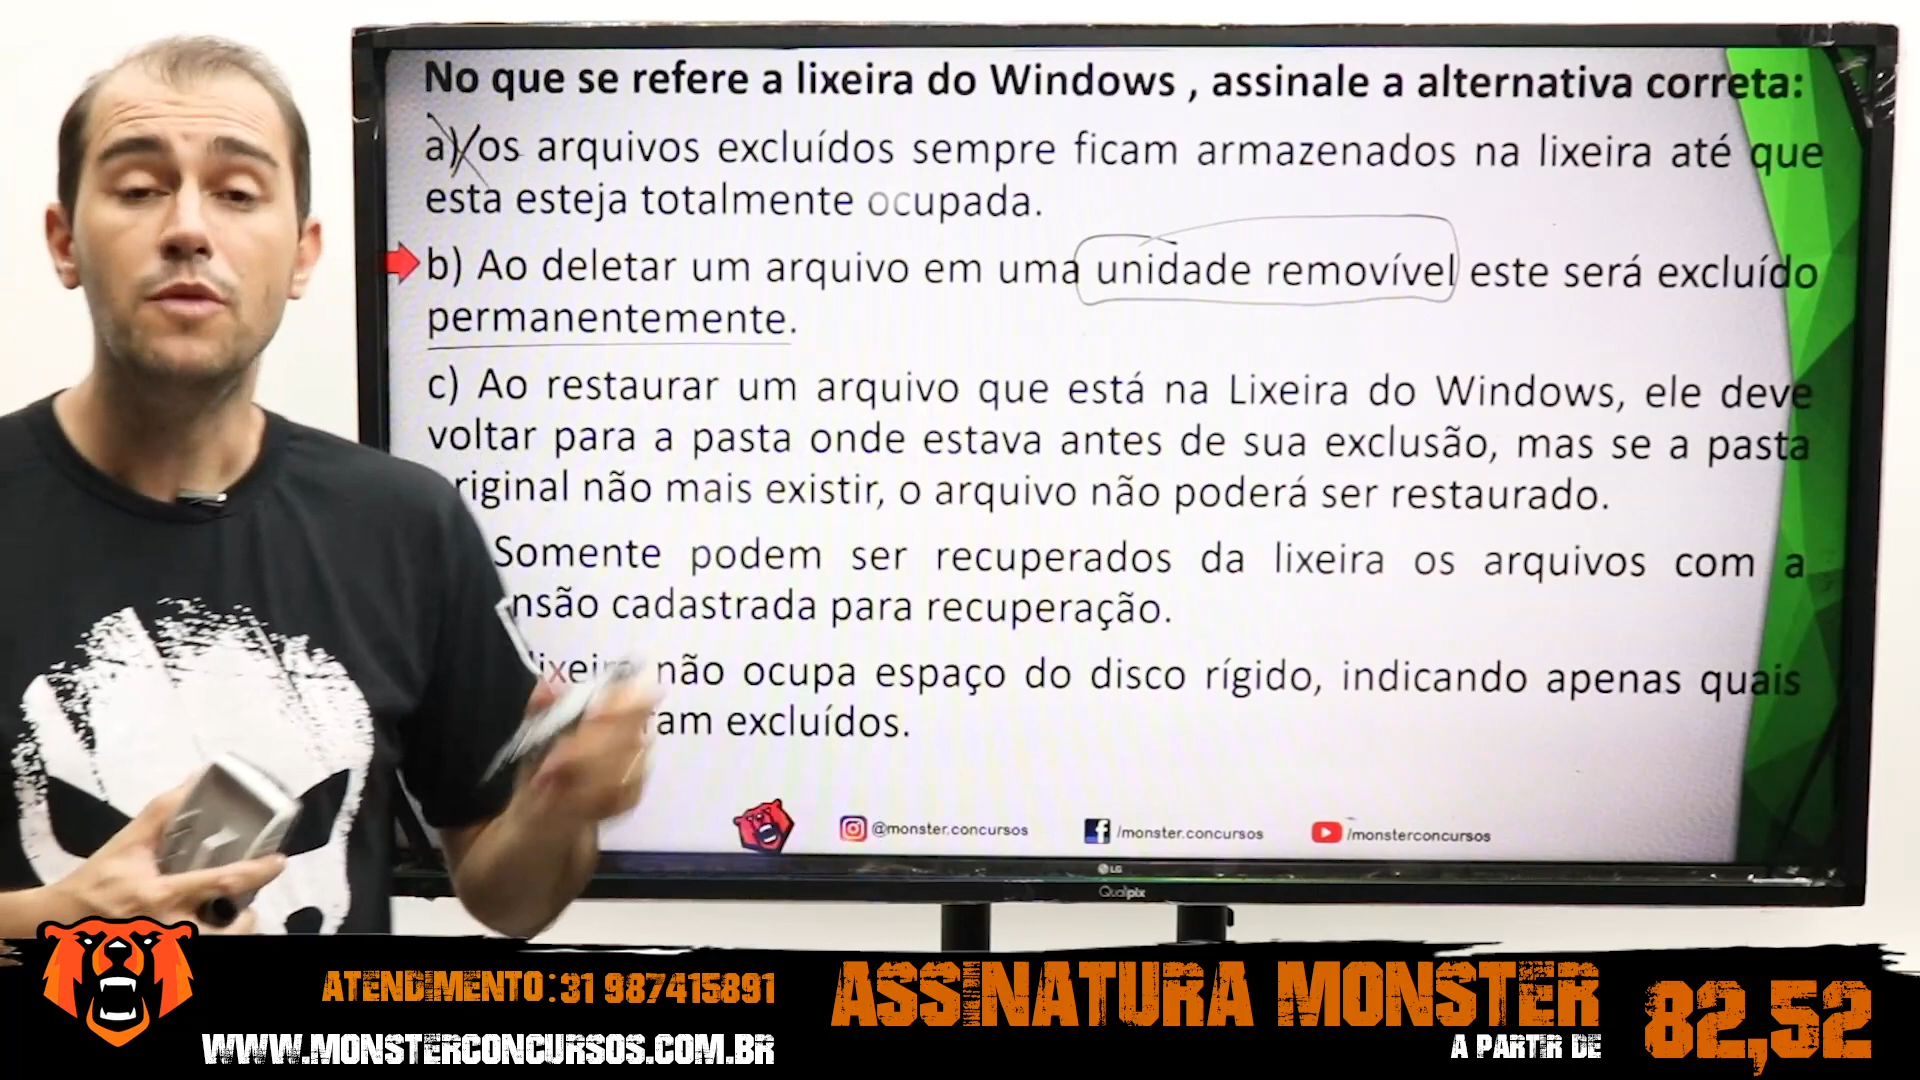 No que se refere a lixeira do Windows , assinale a alternativa correta:
a) os arquivos excluídos sempre ficam armazenados na lixeira até que
esta esteja totalmente ocupada.
b) Ao deletar um arquivo em uma unidade removível este será excluído
permanentemente.
c) Ao restaurar um arquivo que está na Lixeira do Windows, ele deve
voltar para a pasta onde estava antes de sua exclusão, mas se a pasta
riginal não mais existir, o arquivo não poderá ser restaurado.
Somente podem ser recuperados da lixeira os arquivos com a
nsão cadastrada para recuperação.
lixeira não ocupa espaço do disco rígido, indicando apenas quais
ram excluídos.
@monster.concursos /monster.concursos /monsterconcursos
LG
Qualipix
ATENDIMENTO: 31 987415891
WWW.MONSTERCONCURSOS.COM.BR
ASSINATURA MONSTER
A PARTIR DE
82,52